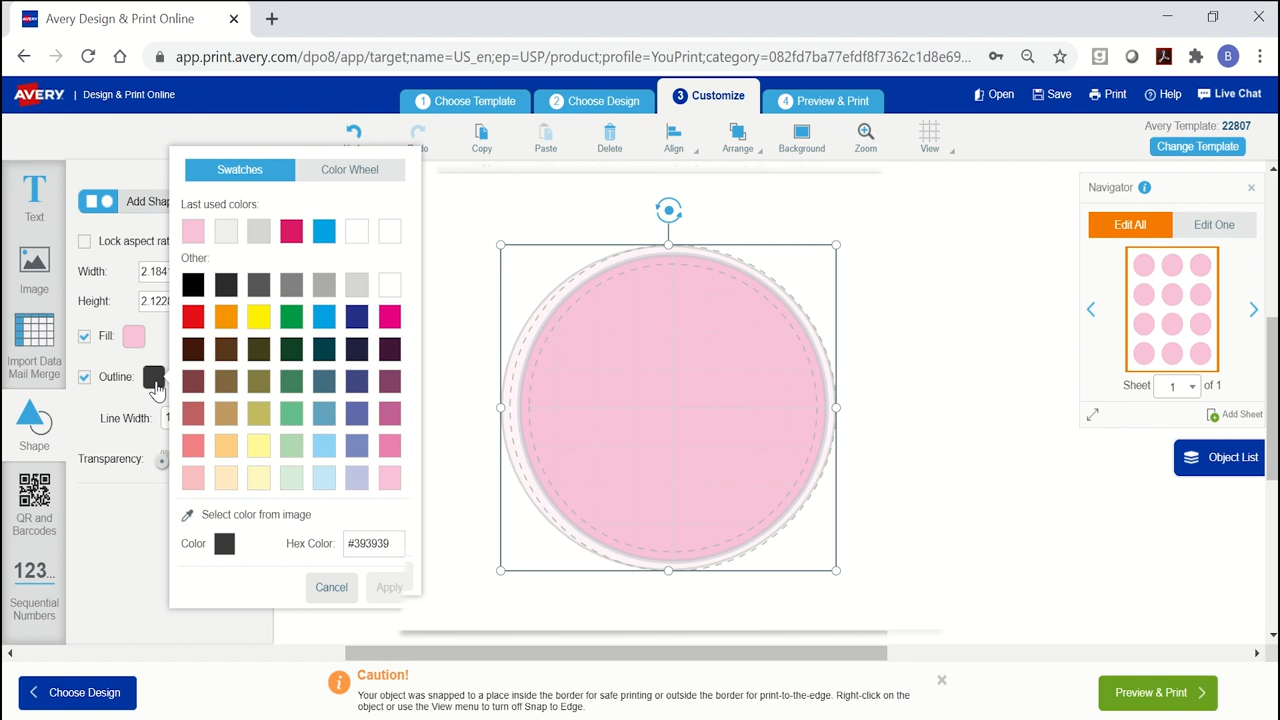 Avery Design & Print Online
app.print.avery.com/dpo8/app/target;name=US_en;ep=USP/product;profile=YouPrint;category=082fd7ba77efdf8f7362c1d8e69...
B
AVERY | Design & Print Online
1 Choose Template
2 Choose Design
3 Customize
4 Preview & Print
Open
Save
Print
Help
Live Chat
Copy
Paste
Delete
Align
Arrange
Background
Zoom
View
Avery Template: 22807
Change Template
Text
Image
Import Data
Mail Merge
Shape
QR and
Barcodes
123...
Sequential
Numbers
Add Shap
Lock aspect rat
Width: 2.184
Height: 2.122
Fill:
Outline:
Line Width: 1
Transparency:
Swatches
Color Wheel
Last used colors:
Other:
Select color from image
Color
Hex Color: #393939
Cancel
Apply
Navigator
Edit All
Edit One
Sheet 1 of 1
Add Sheet
Object List
Choose Design
Caution!
Your object was snapped to a place inside the border for safe printing or outside the border for print-to-the-edge. Right-click on the
object or use the View menu to turn off Snap to Edge.
Preview & Print